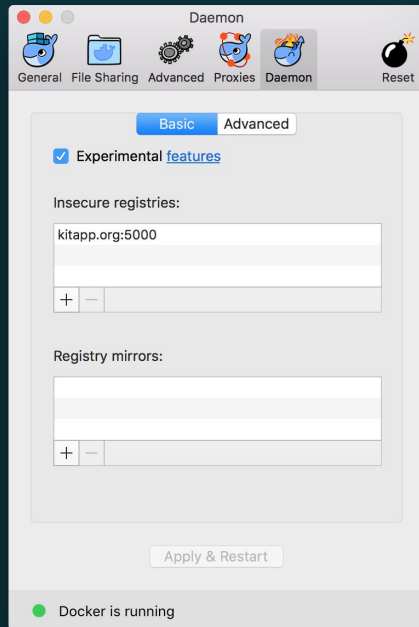 Daemon
General File Sharing Advanced Proxies Daemon Reset
Basic Advanced
Experimental features
Insecure registries:
kitapp.org:5000
+ −
Registry mirrors:
+ −
Apply & Restart
Docker is running